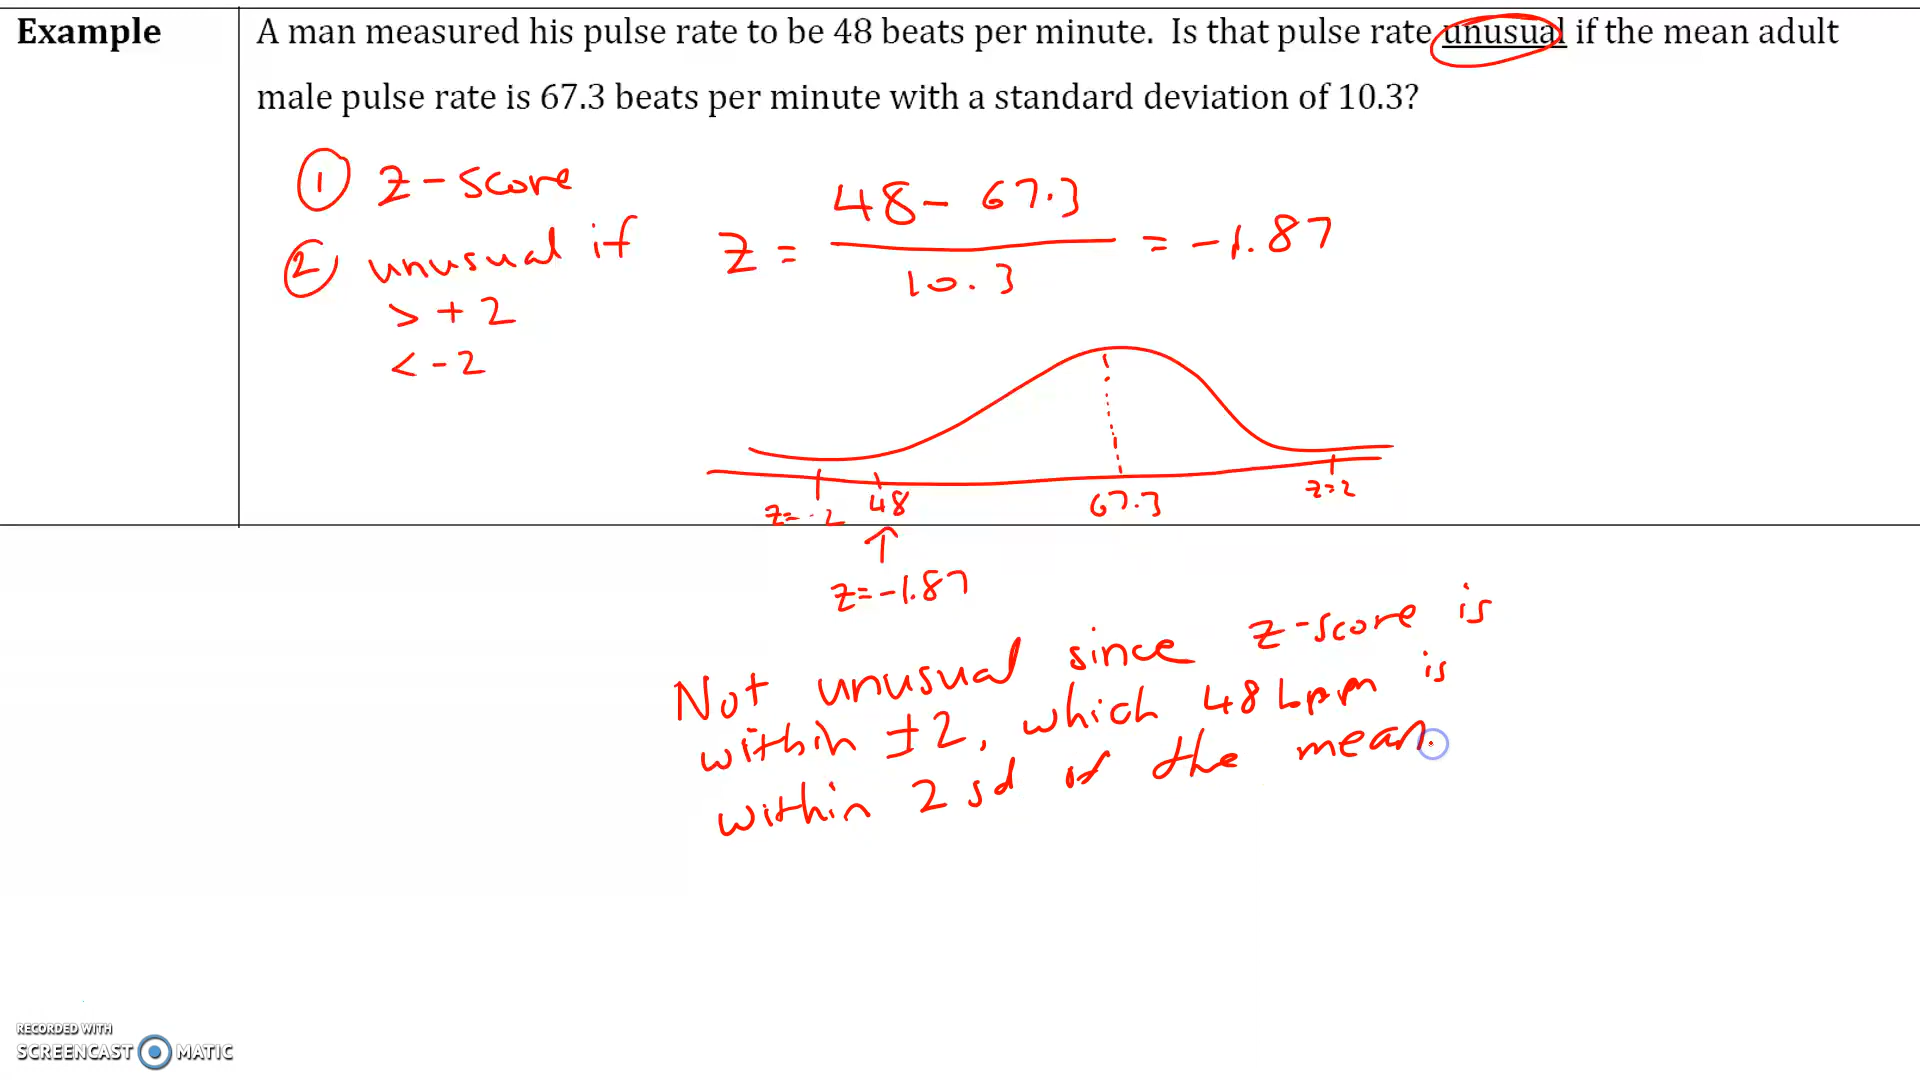 Example
A man measured his pulse rate to be 48 beats per minute. Is that pulse rate unusual if the mean adult
male pulse rate is 67.3 beats per minute with a standard deviation of 10.3?
① z-score
② unusual if
> +2
< -2
z = (48 - 67.3) / 10.3 = -1.87
z=-2 48 67.3 z=2
↑
z=-1.87
Not unusual since z-score is
within ±2, which 48 bpm is
within 2 sd of the mean.
RECORDED WITH
SCREENCAST MATIC